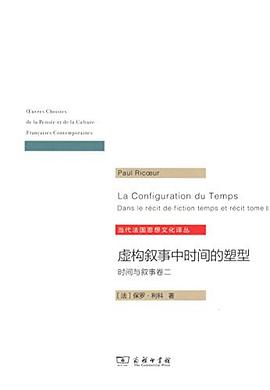 Œuvres Choisies
de la Pensée et de la Culture
Françaises Contemporaines
Paul Ricœur
La Configuration du Temps
Dans le récit de fiction temps et récit tome II
当代法国思想文化译丛
虚构叙事中时间的塑型
时间与叙事卷二
[法] 保罗·利科 著
商务印书馆
The Commercial Press